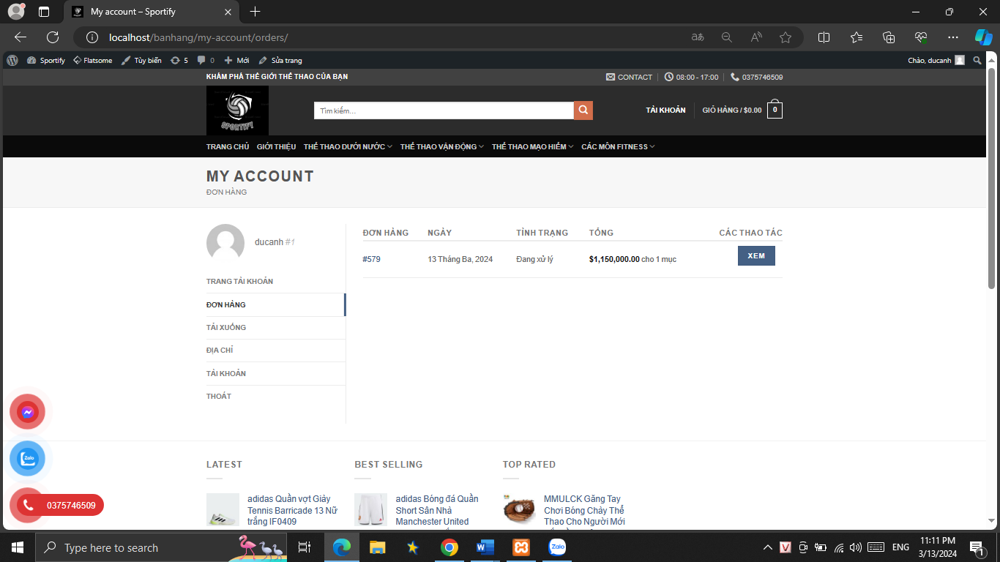 My account – Sportify
localhost/banhang/my-account/orders/
Sportify Flatsome Tùy biến 5 0 Mới Sửa trang Chào, ducanh
KHÁM PHÁ THẾ GIỚI THỂ THAO CỦA BẠN CONTACT 08:00 - 17:00 0375746509
SPORTIFY
Tìm kiếm... TÀI KHOẢN GIỎ HÀNG / $0.00 0
TRANG CHỦ GIỚI THIỆU THỂ THAO DƯỚI NƯỚC THỂ THAO VẬN ĐỘNG THỂ THAO MẠO HIỂM CÁC MÔN FITNESS
MY ACCOUNT
ĐƠN HÀNG
ducanh #1
TRANG TÀI KHOẢN
ĐƠN HÀNG
TẢI XUỐNG
ĐỊA CHỈ
TÀI KHOẢN
THOÁT
ĐƠN HÀNG NGÀY TÌNH TRẠNG TỔNG CÁC THAO TÁC
#579 13 Tháng Ba, 2024 Đang xử lý $1,150,000.00 cho 1 mục XEM
Zalo
0375746509
LATEST
adidas Quần vợt Giày
Tennis Barricade 13 Nữ
trắng IF0409
BEST SELLING
adidas Bóng đá Quần
Short Sân Nhà
Manchester United
TOP RATED
MMULCK Găng Tay
Chơi Bóng Chày Thể
Thao Cho Người Mới
Type here to search
Zalo
V
ENG
11:11 PM
3/13/2024
1